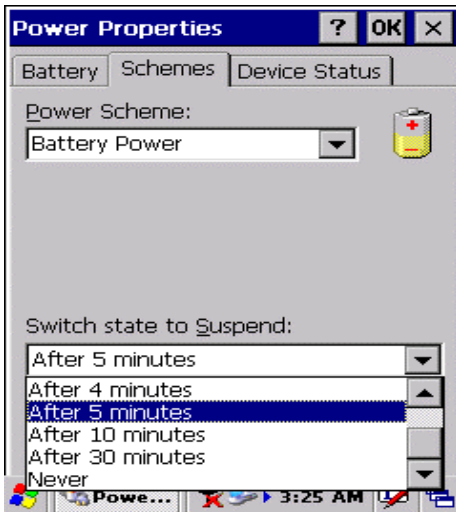 Power Properties ? OK ×
Battery Schemes Device Status
Power Scheme:
Battery Power
Switch state to Suspend:
After 5 minutes
After 4 minutes
After 5 minutes
After 10 minutes
After 30 minutes
Never
Powe... 3:25 AM